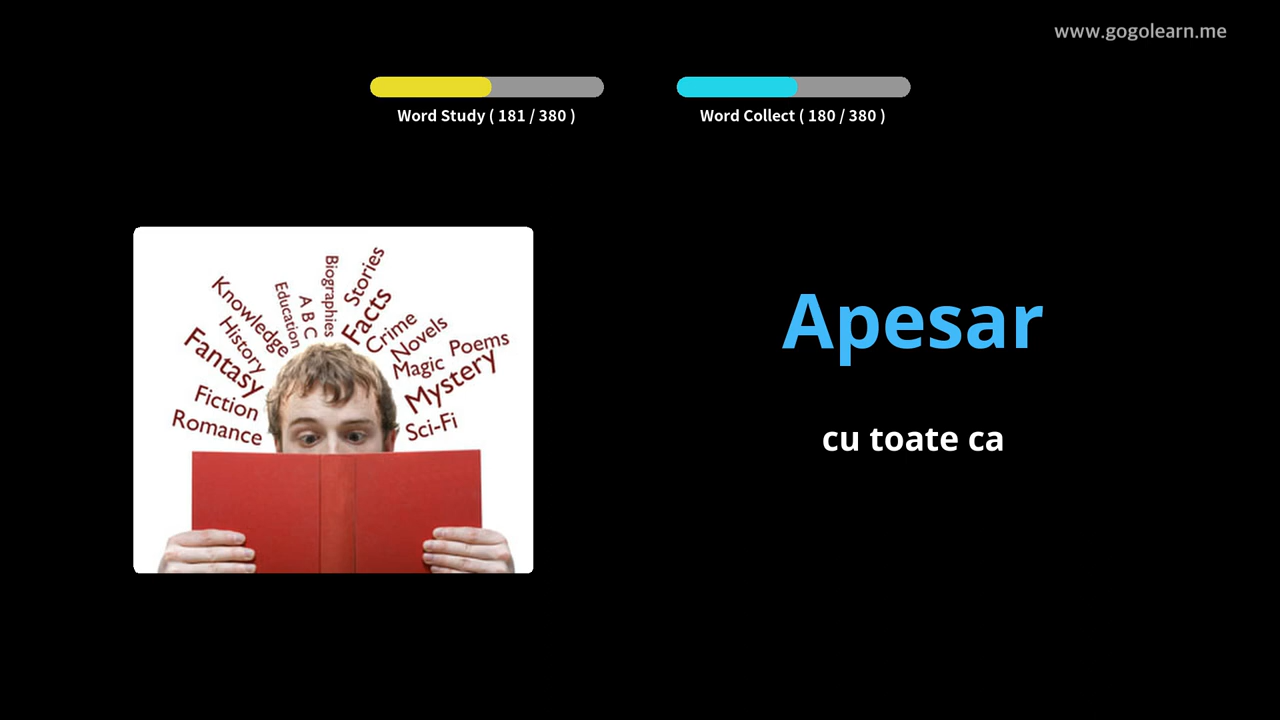 www.gogolearn.me
Word Study ( 181 / 380 )
Word Collect ( 180 / 380 )
Romance
Fiction
Fantasy
History
Knowledge
Education
A B C
Biographies
Stories
Facts
Crime
Novels
Magic
Poems
Mystery
Sci-Fi
Apesar
cu toate ca